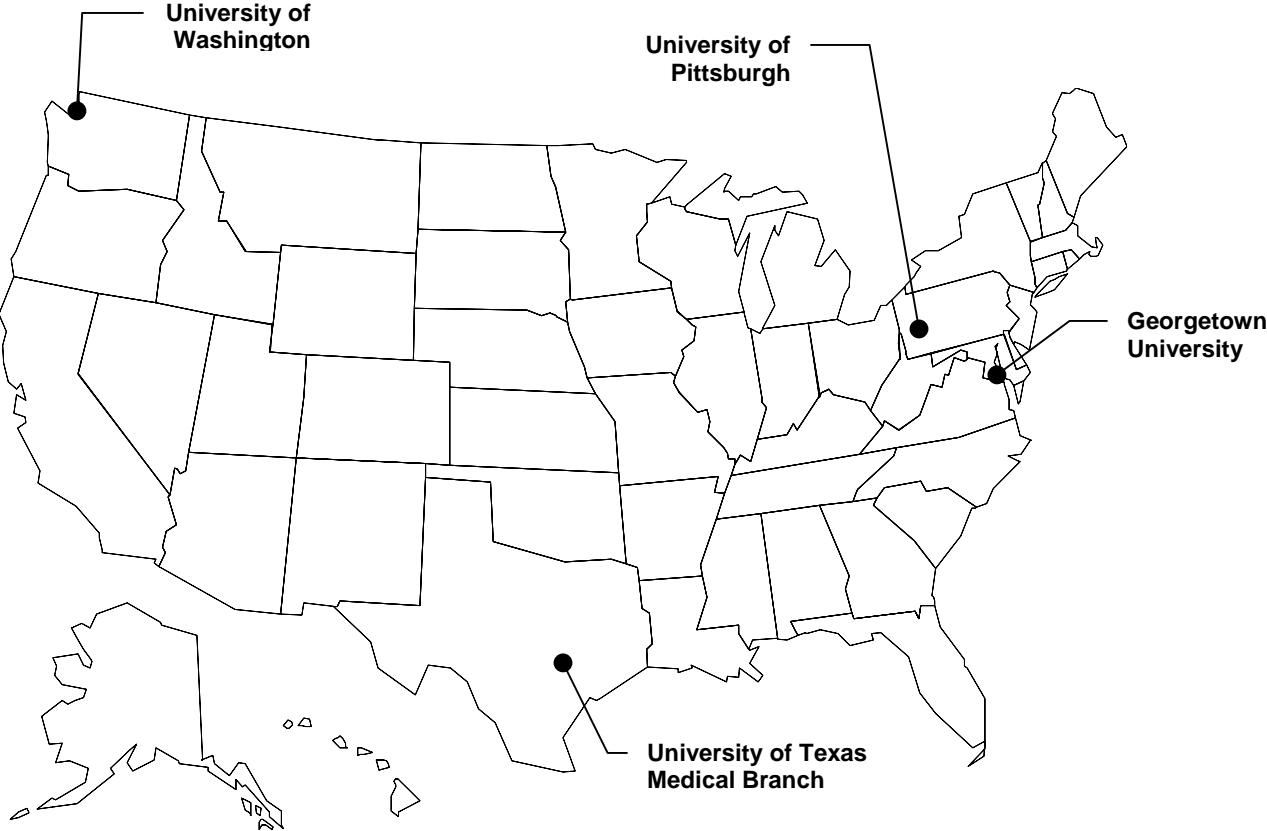 University of
Washington
University of
Pittsburgh
Georgetown
University
University of Texas
Medical Branch